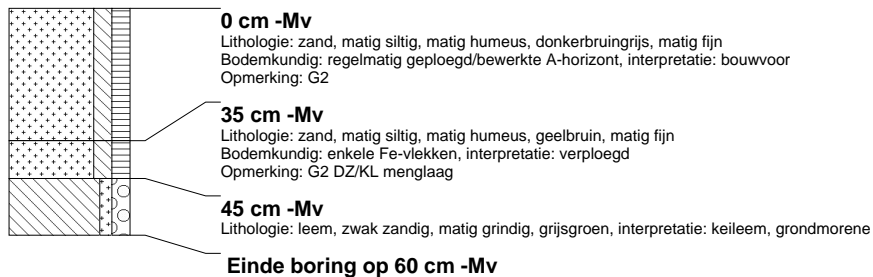 0 cm -Mv
Lithologie: zand, matig siltig, matig humeus, donkerbruingrijs, matig fijn
Bodemkundig: regelmatig geploegd/bewerkte A-horizont, interpretatie: bouwvoor
Opmerking: G2
35 cm -Mv
Lithologie: zand, matig siltig, matig humeus, geelbruin, matig fijn
Bodemkundig: enkele Fe-vlekken, interpretatie: verploegd
Opmerking: G2 DZ/KL menglaag
45 cm -Mv
Lithologie: leem, zwak zandig, matig grindig, grijsgroen, interpretatie: keileem, grondmorene
Einde boring op 60 cm -Mv